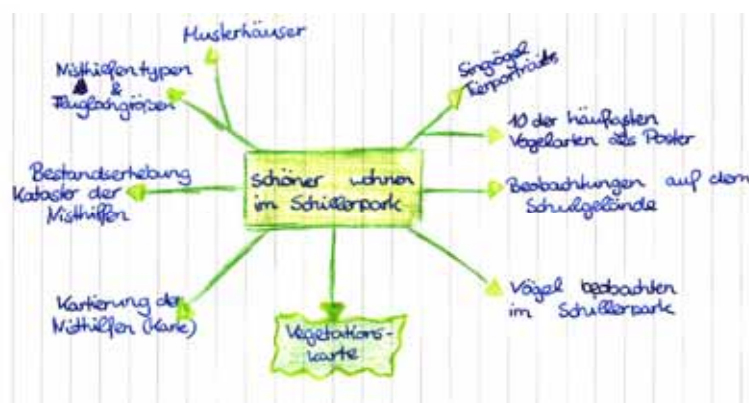 Musterhäuser
Nisthilfentypen
&
Fluglochgrößen
Singvögel
Tierportraits
10 der häufigsten
Vogelarten als Poster
Bestandserhebung
Kataster der
Nisthilfen
schöner wohnen
im Schillerpark
Beobachtungen auf dem
Schulgelände
Kartierung der
Nisthilfen (Karte)
Vegetations-
karte
Vögel beobachten
im Schillerpark